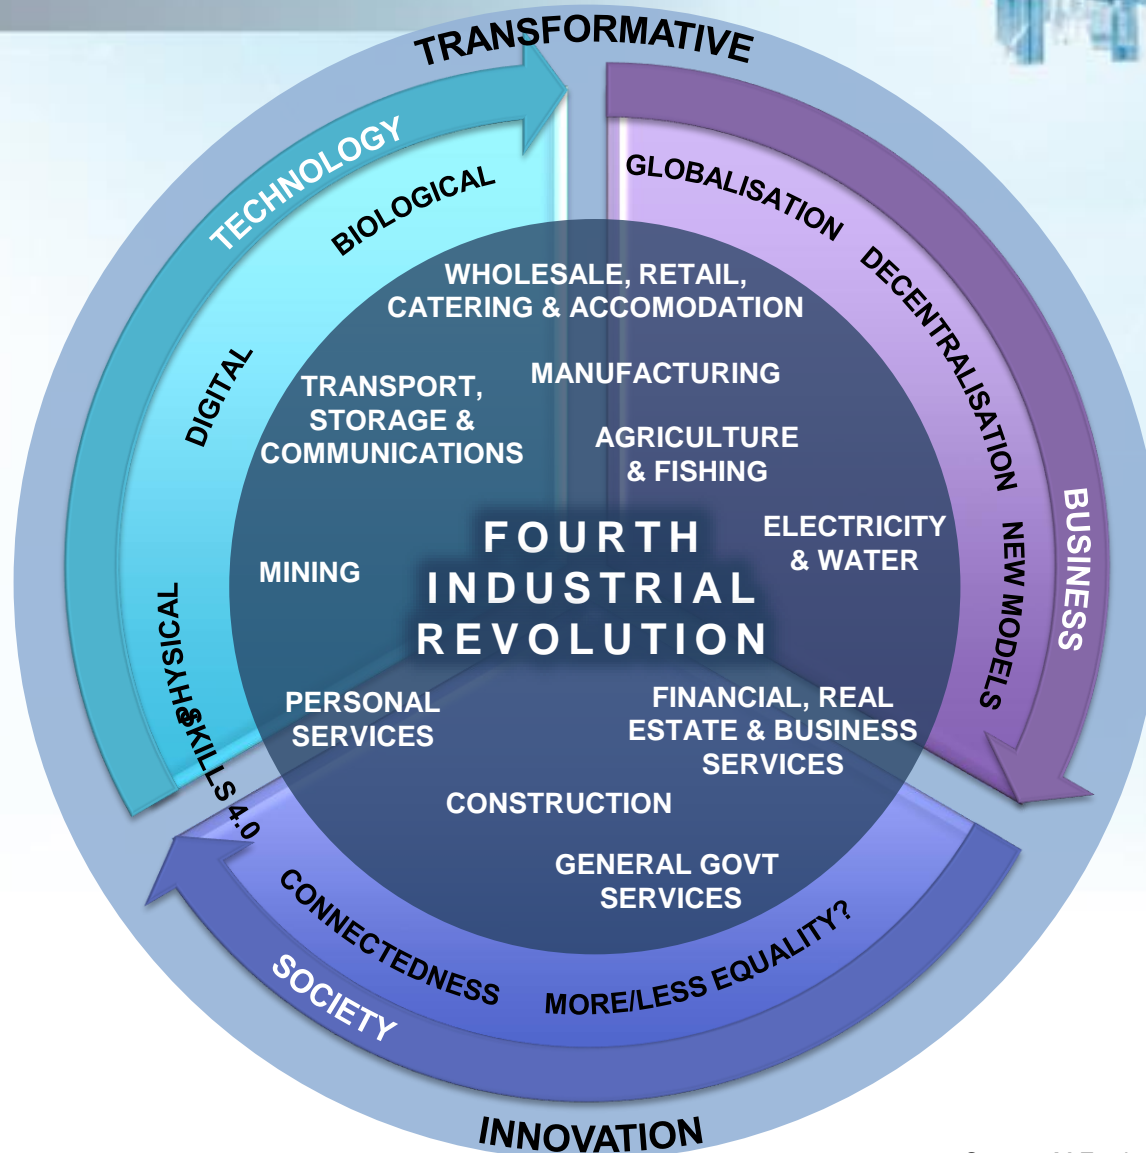 TRANSFORMATIVE
TECHNOLOGY
BIOLOGICAL
DIGITAL
PHYSICAL
GLOBALISATION
DECENTRALISATION
NEW MODELS
BUSINESS
WHOLESALE, RETAIL,
CATERING & ACCOMODATION
MANUFACTURING
TRANSPORT,
STORAGE &
COMMUNICATIONS
AGRICULTURE
& FISHING
ELECTRICITY
& WATER
MINING
FOURTH
INDUSTRIAL
REVOLUTION
PERSONAL
SERVICES
FINANCIAL, REAL
ESTATE & BUSINESS
SERVICES
CONSTRUCTION
GENERAL GOVT
SERVICES
SKILLS 4.0
CONNECTEDNESS
MORE/LESS EQUALITY?
SOCIETY
INNOVATION